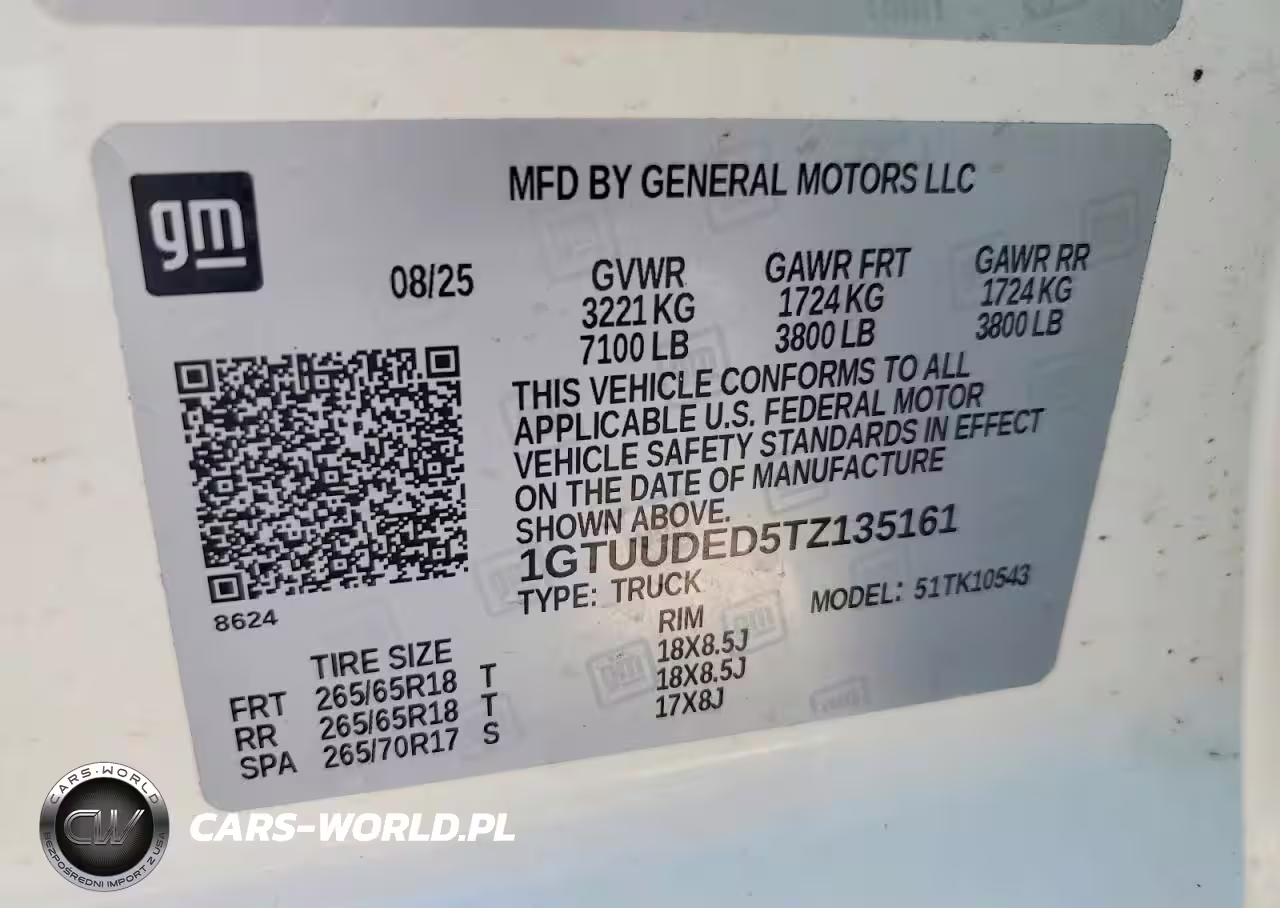 gm
MFD BY GENERAL MOTORS LLC
08/25
GVWR
3221 KG
7100 LB
GAWR FRT
1724 KG
3800 LB
GAWR RR
1724 KG
3800 LB
THIS VEHICLE CONFORMS TO ALL
APPLICABLE U.S. FEDERAL MOTOR
VEHICLE SAFETY STANDARDS IN EFFECT
ON THE DATE OF MANUFACTURE
SHOWN ABOVE.
1GTUUDED5TZ135161
TYPE: TRUCK
MODEL: 51TK10543
8624
TIRE SIZE
RIM
FRT 265/65R18 T 18X8.5J
RR 265/65R18 T 18X8.5J
SPA 265/70R17 S 17X8J
CARS-WORLD
CW
BEZPOŚREDNI IMPORT Z USA
CARS-WORLD.PL